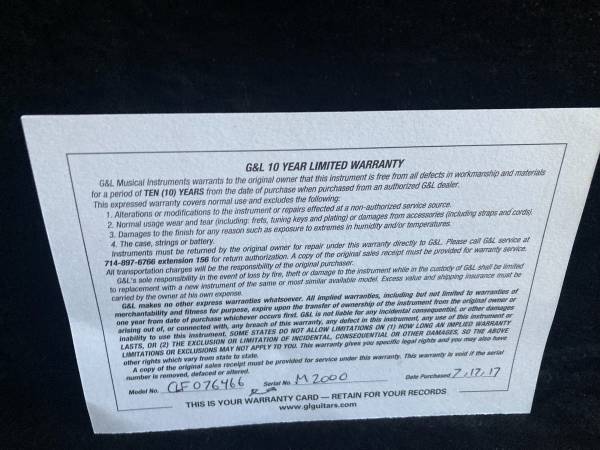 G&L 10 YEAR LIMITED WARRANTY
G&L Musical Instruments warrants to the original owner that this instrument is free from all defects in workmanship and materials
for a period of TEN (10) YEARS from the date of purchase when purchased from an authorized G&L dealer.
This expressed warranty covers normal use and excludes the following:
1. Alterations or modifications to the instrument or repairs effected at a non-authorized service source.
2. Normal usage wear and tear (including: frets, tuning keys and plating) or damages from accessories (including straps and cords).
3. Damages to the finish for any reason such as exposure to extremes in humidity and/or temperatures.
4. The case, strings or battery.
Instruments must be returned by the original owner for repair under this warranty directly to G&L. Please call G&L service at
714-897-6766 extension 156 for return authorization. A copy of the original sales receipt must be provided for warranty service.
All transportation charges will be the responsibility of the original purchaser.
G&L's sole responsibility in the event of loss by fire, theft or damage to the instrument while in the custody of G&L shall be limited
to replacement with a new instrument of the same or most similar available model. Excess value and shipping insurance must be
carried by the owner at his own expense.
G&L makes no other express warranties whatsoever. All implied warranties, including but not limited to warranties of
merchantability and fitness for purpose, expire upon the transfer of ownership of the instrument from the original owner or
one year from date of purchase whichever occurs first. G&L is not liable for any incidental consequential, or other damages
arising out of, or connected with, any breach of this warranty, any defect in this instrument, any use of this instrument or
inability to use this instrument. SOME STATES DO NOT ALLOW LIMITATIONS ON (1) HOW LONG AN IMPLIED WARRANTY
LASTS, OR (2) THE EXCLUSION OR LIMITATION OF INCIDENTAL, CONSEQUENTIAL OR OTHER DAMAGES, SO THE ABOVE
LIMITATIONS OR EXCLUSIONS MAY NOT APPLY TO YOU. This warranty gives you specific legal rights and you may also have
other rights which vary from state to state.
A copy of the original sales receipt must be provided for service under this warranty. This warranty is void if the serial
number is removed, defaced or altered.
Model No. CLF076466 Serial No. M2000 Date Purchased 7.17.17
THIS IS YOUR WARRANTY CARD — RETAIN FOR YOUR RECORDS
www.glguitars.com